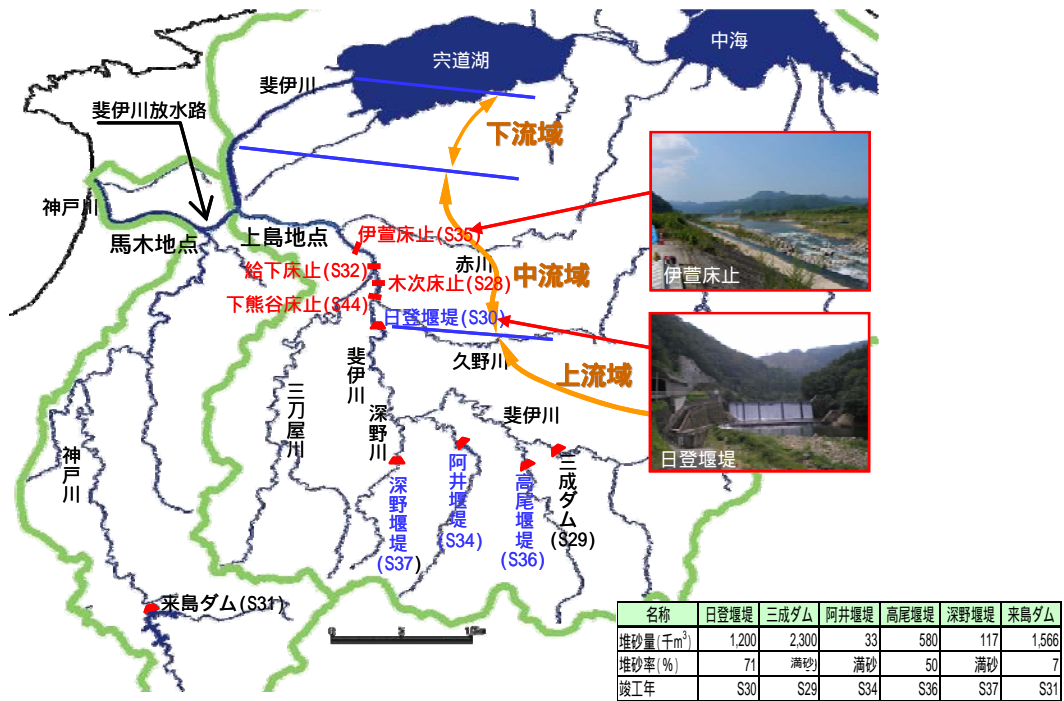 宍道湖
中海
斐伊川
斐伊川放水路
下流域
神戸川
馬木地点
上島地点
伊萱床止(S35)
赤川
中流域
給下床止(S32)
木次床止(S28)
下熊谷床止(S44)
日登堰堤(S30)
久野川
上流域
伊萱床止
日登堰堤
斐伊川
三刀屋川
深野川
斐伊川
神戸川
深野堰堤(S37)
阿井堰堤(S34)
高尾堰堤(S36)
三成ダム(S29)
来島ダム(S31)
0 5
名称 日登堰堤 三成ダム 阿井堰堤 高尾堰堤 深野堰堤 来島ダム
堆砂量(千m³) 1,200 2,300 33 580 117 1,566
堆砂率(%) 71 満砂 満砂 50 満砂 7
竣工年 S30 S29 S34 S36 S37 S31